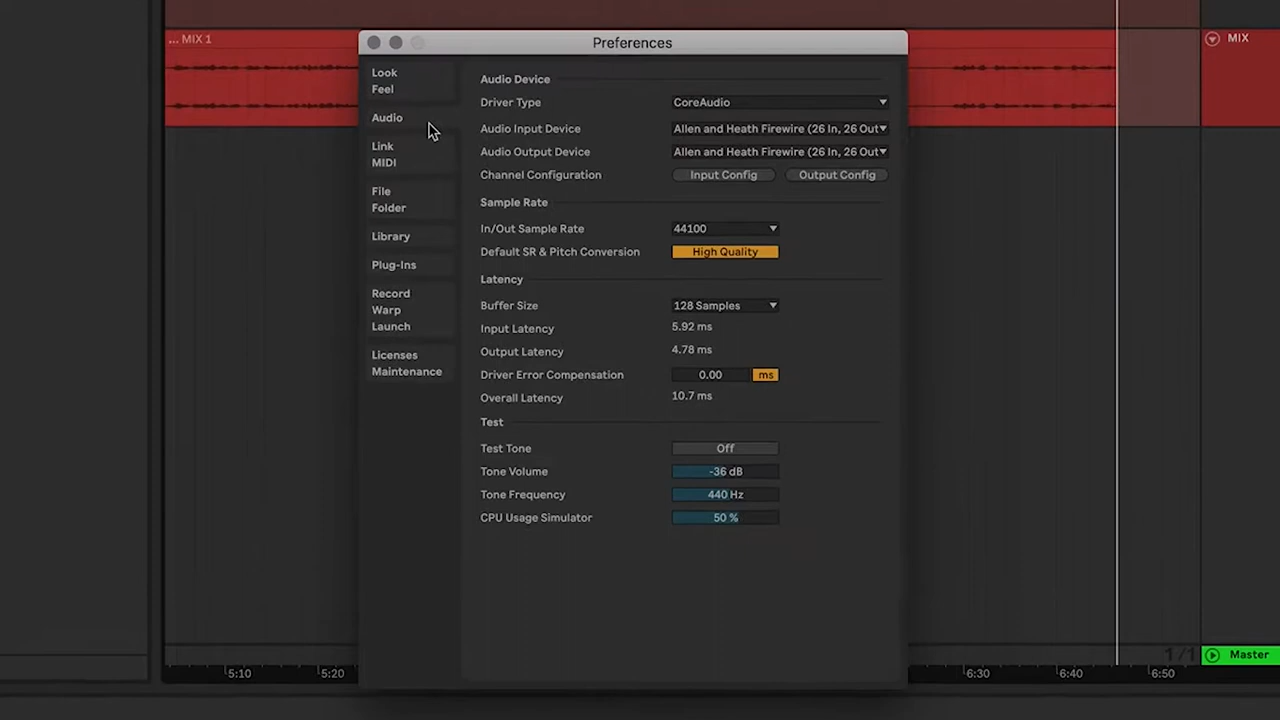 ... MIX 1
Preferences
MIX
Look
Feel
Audio
Link
MIDI
File
Folder
Library
Plug-Ins
Record
Warp
Launch
Licenses
Maintenance
Audio Device
Driver Type CoreAudio
Audio Input Device Allen and Heath Firewire (26 In, 26 Out
Audio Output Device Allen and Heath Firewire (26 In, 26 Out
Channel Configuration Input Config Output Config
Sample Rate
In/Out Sample Rate 44100
Default SR & Pitch Conversion High Quality
Latency
Buffer Size 128 Samples
Input Latency 5.92 ms
Output Latency 4.78 ms
Driver Error Compensation 0.00 ms
Overall Latency 10.7 ms
Test
Test Tone Off
Tone Volume -36 dB
Tone Frequency 440 Hz
CPU Usage Simulator 50 %
1/1 Master
5:10 5:20 6:30 6:40 6:50